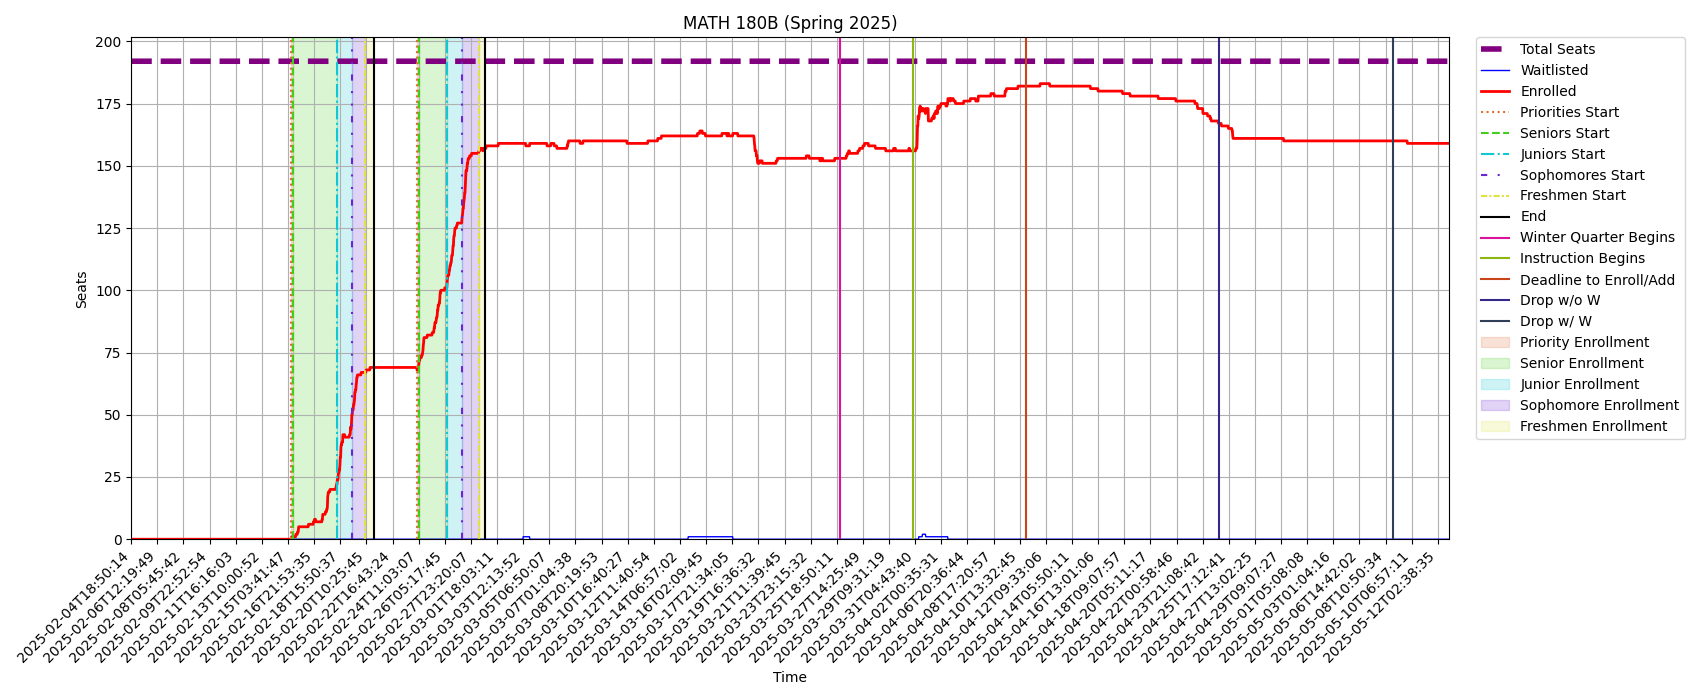 MATH 180B (Spring 2025)
Seats
200
175
150
125
100
75
50
25
0
2025-02-04T18:50:14
2025-02-06T12:19:49
2025-02-08T05:45:42
2025-02-09T22:52:54
2025-02-11T16:16:03
2025-02-13T10:00:52
2025-02-15T03:41:47
2025-02-16T21:53:35
2025-02-18T15:50:37
2025-02-20T10:25:45
2025-02-22T16:43:24
2025-02-24T11:03:07
2025-02-26T05:17:45
2025-02-27T23:20:07
2025-03-01T18:03:11
2025-03-03T12:13:52
2025-03-05T06:50:07
2025-03-07T01:04:38
2025-03-08T20:19:53
2025-03-10T16:40:27
2025-03-12T11:40:54
2025-03-14T06:57:02
2025-03-16T02:09:45
2025-03-17T21:34:05
2025-03-19T16:36:32
2025-03-21T11:39:45
2025-03-23T23:15:32
2025-03-25T18:50:11
2025-03-27T14:25:49
2025-03-29T09:31:19
2025-03-31T04:43:40
2025-04-02T00:35:31
2025-04-06T20:36:44
2025-04-08T17:20:57
2025-04-10T13:32:45
2025-04-12T09:33:06
2025-04-14T05:50:11
2025-04-16T13:01:06
2025-04-18T09:07:57
2025-04-20T05:11:17
2025-04-22T00:58:46
2025-04-23T21:08:42
2025-04-25T17:12:41
2025-04-29T13:02:25
2025-04-29T09:07:27
2025-05-01T05:08:08
2025-05-03T01:04:16
2025-05-06T14:42:02
2025-05-08T10:50:34
2025-05-10T06:57:11
2025-05-12T02:38:35
Time
Total Seats
Waitlisted
Enrolled
Priorities Start
Seniors Start
Juniors Start
Sophomores Start
Freshmen Start
End
Winter Quarter Begins
Instruction Begins
Deadline to Enroll/Add
Drop w/o W
Drop w/ W
Priority Enrollment
Senior Enrollment
Junior Enrollment
Sophomore Enrollment
Freshmen Enrollment